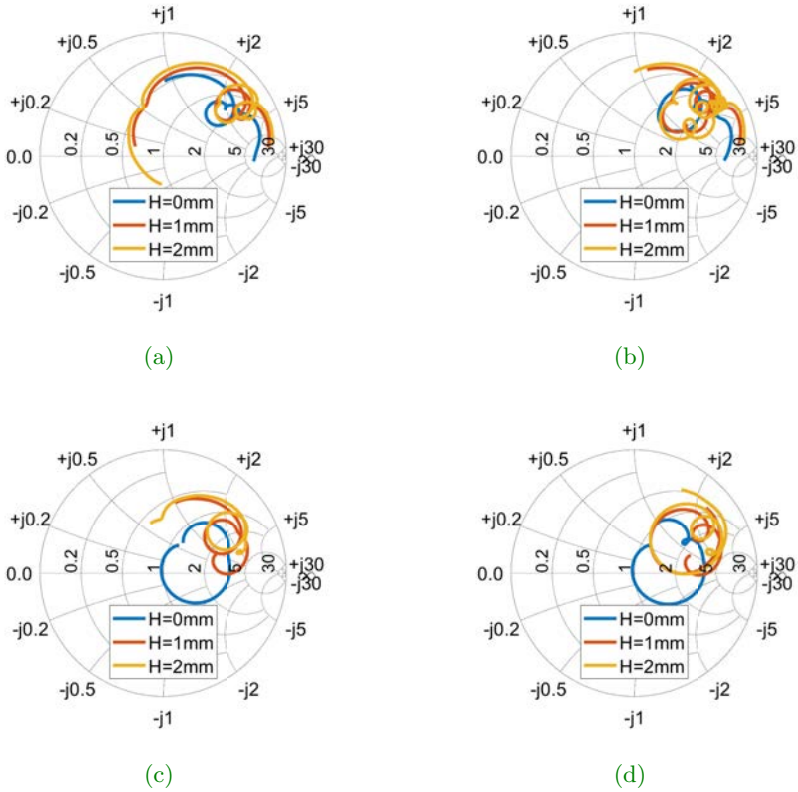 +j1
+j0.5
+j2
+j0.2
+j5
0.0
0.2
0.5
1
2
5
30
+j30
-j30
-j0.2
-j5
H=0mm
H=1mm
H=2mm
-j0.5
-j2
-j1
(a)
+j1
+j0.5
+j2
+j0.2
+j5
0.0
0.2
0.5
1
2
5
30
+j30
-j30
-j0.2
-j5
H=0mm
H=1mm
H=2mm
-j0.5
-j2
-j1
(b)
+j1
+j0.5
+j2
+j0.2
+j5
0.0
0.2
0.5
1
2
5
30
+j30
-j30
-j0.2
-j5
H=0mm
H=1mm
H=2mm
-j0.5
-j2
-j1
(c)
+j1
+j0.5
+j2
+j0.2
+j5
0.0
0.2
0.5
1
2
5
30
+j30
-j30
-j0.2
-j5
H=0mm
H=1mm
H=2mm
-j0.5
-j2
-j1
(d)